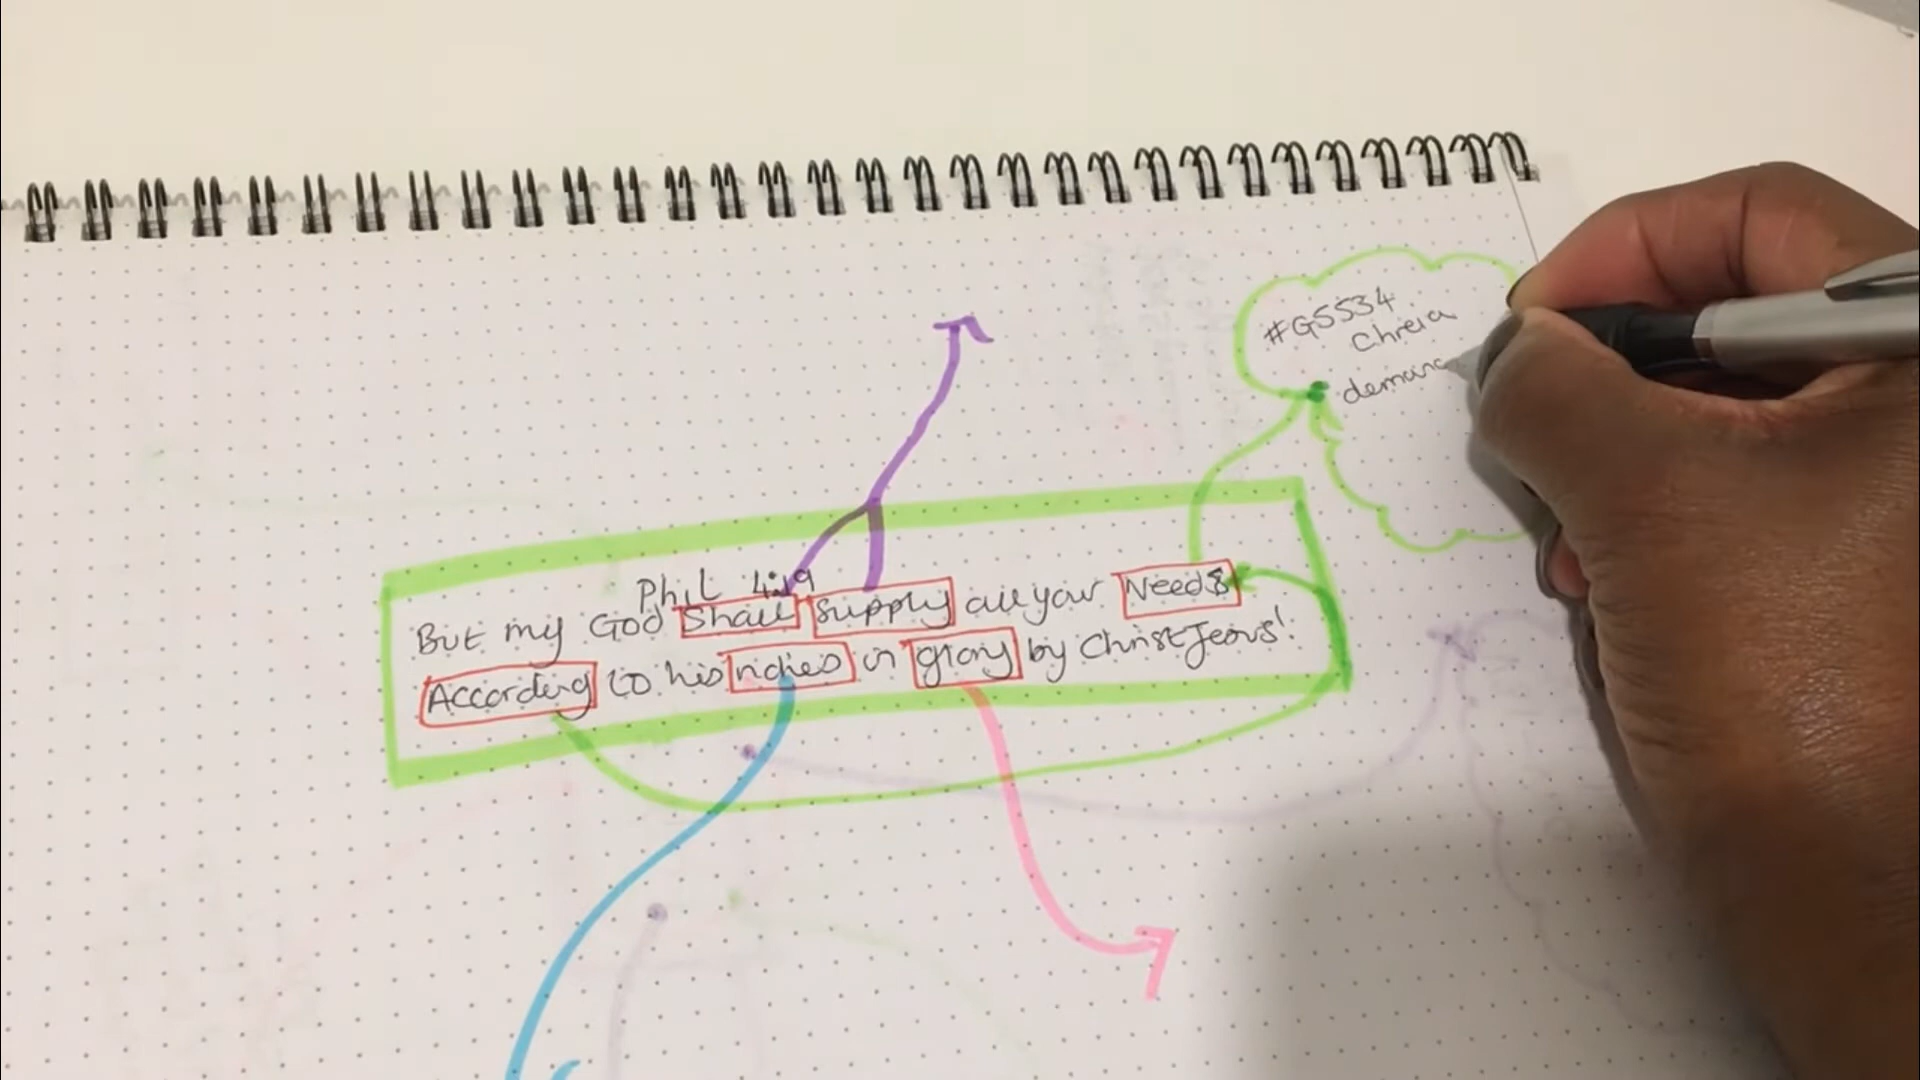 #G5534
Chreia
deman
Phil 4:19
But my God Shall supply all your Needs
According to his riches in glory by Christ Jesus!